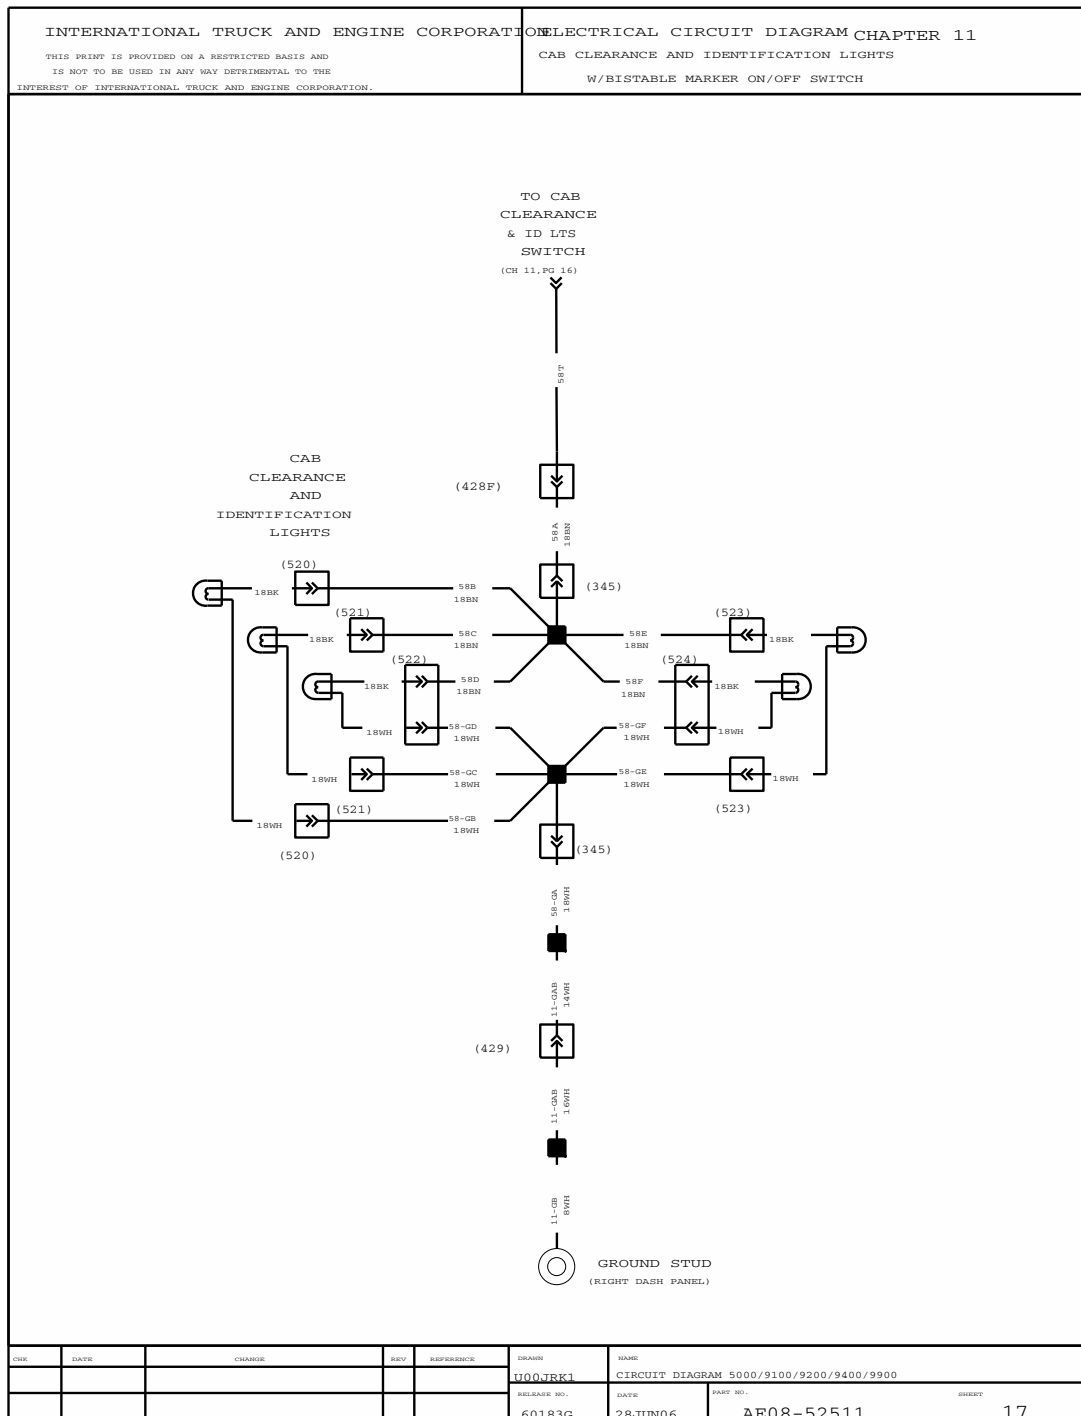 INTERNATIONAL TRUCK AND ENGINE CORPORATION
THIS PRINT IS PROVIDED ON A RESTRICTED BASIS AND
IS NOT TO BE USED IN ANY WAY DETRIMENTAL TO THE
INTEREST OF INTERNATIONAL TRUCK AND ENGINE CORPORATION.
ELECTRICAL CIRCUIT DIAGRAM
CHAPTER 11
CAB CLEARANCE AND IDENTIFICATION LIGHTS
W/BISTABLE MARKER ON/OFF SWITCH
TO CAB
CLEARANCE
& ID LTS
SWITCH
(CH 11,PG 16)
58T
(428F)
58A
18BN
(345)
CAB
CLEARANCE
AND
IDENTIFICATION
LIGHTS
(520)
18BK
58B
18BN
(521)
18BK
58C
18BN
58E
18BN
(523)
18BK
(522)
18BK
58D
18BN
58F
18BN
(524)
18BK
18WH
58-GD
18WH
58-GF
18WH
18WH
18WH
58-GC
18WH
58-GE
18WH
18WH
(521)
(523)
18WH
58-GB
18WH
(520)
(345)
58-GA
18WH
11-GAB
14WH
(429)
11-GAB
16WH
11-GB
8WH
GROUND STUD
(RIGHT DASH PANEL)
CHK
DATE
CHANGE
REV
REFERENCE
DRAWN
U00JRK1
NAME
CIRCUIT DIAGRAM 5000/9100/9200/9400/9900
RELEASE NO.
60183G
DATE
28JUN06
PART NO.
AE08-52511
SHEET
17